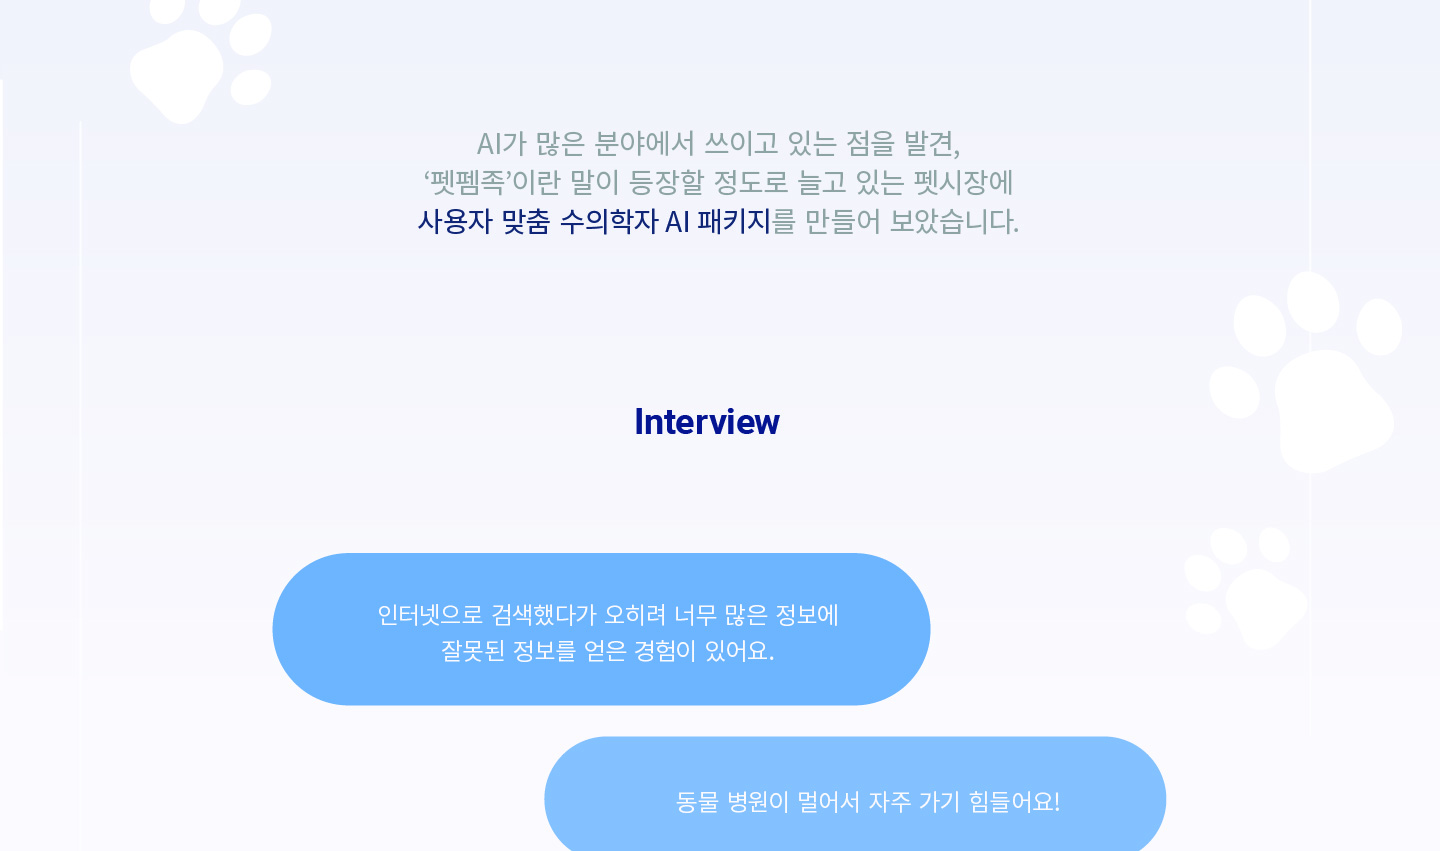 AI가 많은 분야에서 쓰이고 있는 점을 발견,
‘펫펨족’이란 말이 등장할 정도로 늘고 있는 펫시장에
사용자 맞춤 수의학자 AI 패키지를 만들어 보았습니다.
Interview
인터넷으로 검색했다가 오히려 너무 많은 정보에
잘못된 정보를 얻은 경험이 있어요.
동물 병원이 멀어서 자주 가기 힘들어요!